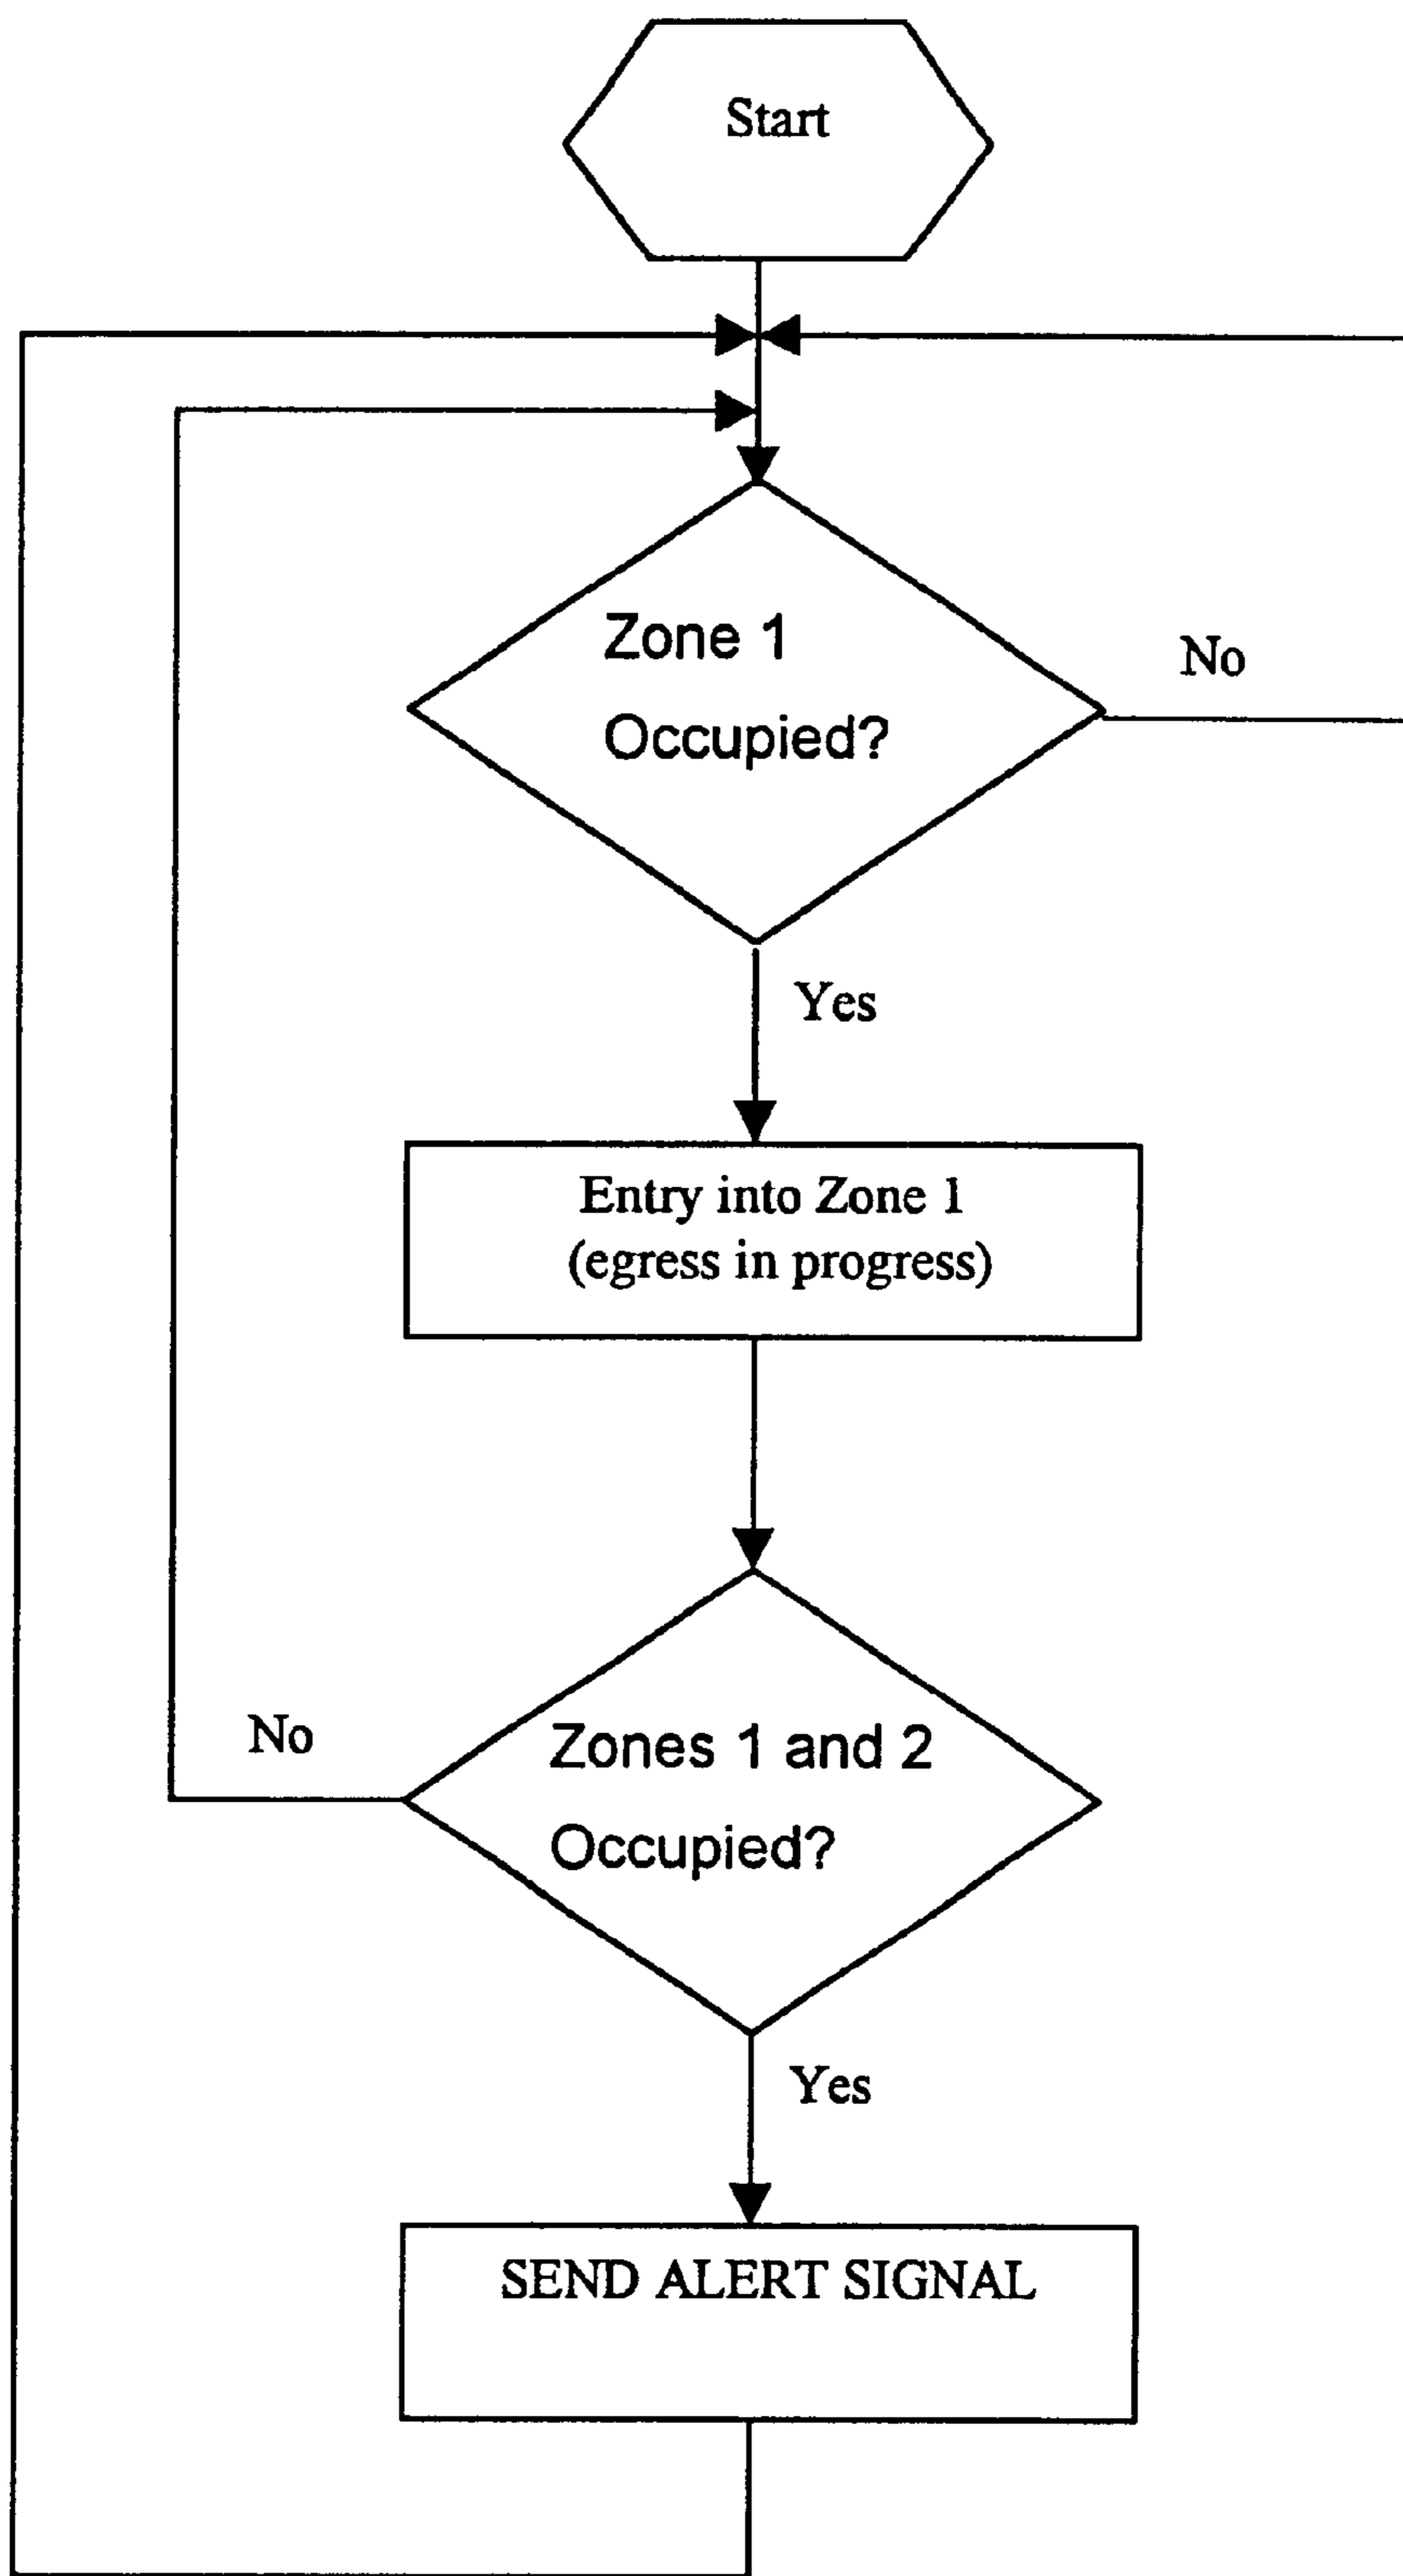 Start
Zone 1
Occupied?
No
Yes
Entry into Zone 1
(egress in progress)
No
Zones 1 and 2
Occupied?
Yes
SEND ALERT SIGNAL